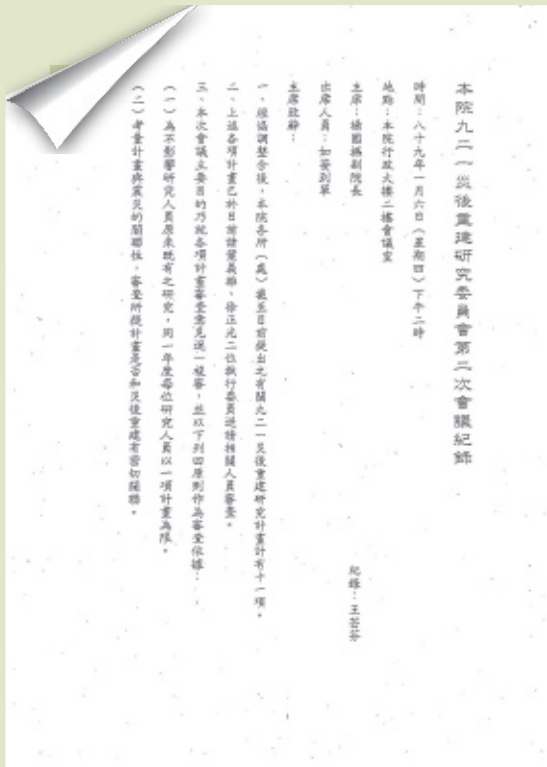 本院九二一災後重建研究委員會第二次會議紀錄
時間:八十九年一月六日(星期四)下午二時
地點:本院行政大樓二樓會議室
主席:楊國樞副院長
紀錄:王若芬
出席人員:如簽到單
主席致辭:
一、經協調整合後,本院各所(處)截至目前提出之有關九二一災後重建研究計畫計有十一項。
二、上述各項計畫已於日前請葉義雄、徐正光二位執行委員送請相關人員審查。
三、本次會議主要目的乃就各項計畫審查意見逐一複審,並以下列四原則作為審查依據:
(一)為不影響研究人員原來既有之研究,同一年度每位研究人員以一項計畫為限。
(二)考量計畫與震災的關聯性,審查所提計畫是否和災後重建有密切關聯。